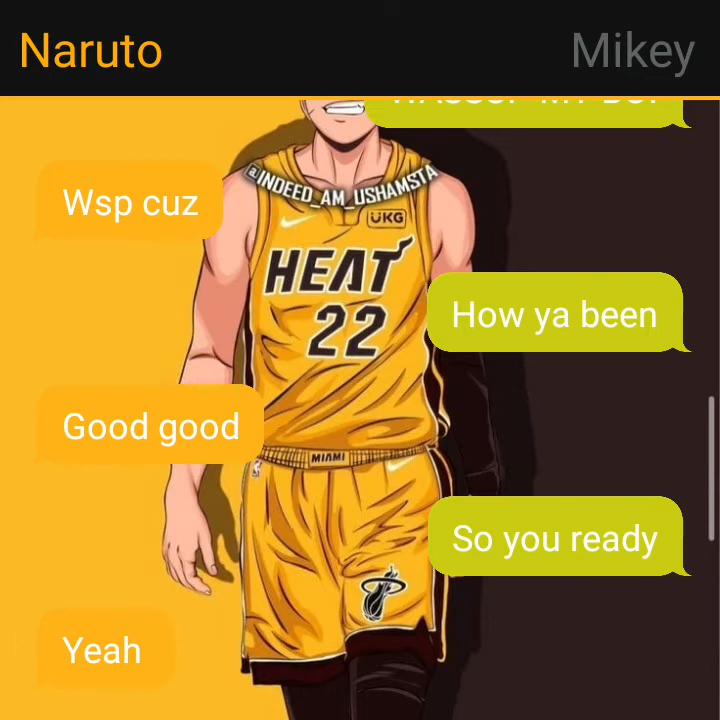 Naruto
Mikey
Wsp cuz
@INDEED_AM_USHAMSTA
UKG
HEAT
22
How ya been
Good good
MIAMI
So you ready
Yeah